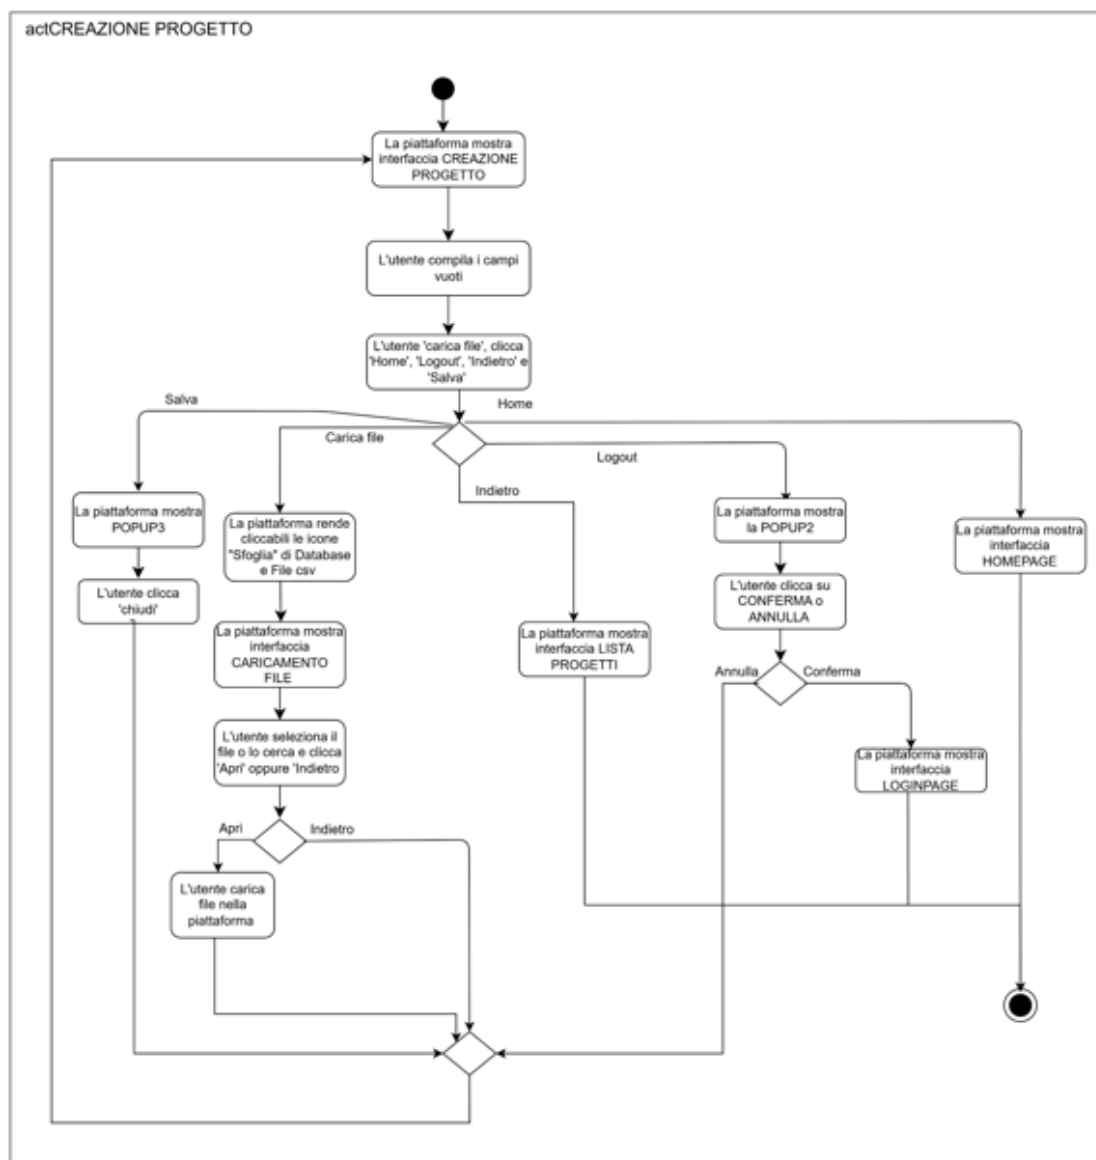 actCREAZIONE PROGETTO
La piattaforma mostra
interfaccia CREAZIONE
PROGETTO
L'utente compila i campi
vuoti
L'utente 'carica file', clicca
'Home', 'Logout', 'Indietro' e
'Salva'
Salva
Home
Carica file
Logout
Indietro
La piattaforma mostra
POPUP3
L'utente clicca
'chiudi'
La piattaforma rende
cliccabili le icone
"Sfoglia" di Database
e File csv
La piattaforma mostra
interfaccia
CARICAMENTO
FILE
L'utente seleziona il
file o lo cerca e clicca
'Apri' oppure 'Indietro
Apri
Indietro
L'utente carica
file nella
piattaforma
La piattaforma mostra
interfaccia LISTA
PROGETTI
La piattaforma mostra
la POPUP2
L'utente clicca su
CONFERMA o
ANNULLA
Annulla
Conferma
La piattaforma mostra
interfaccia
LOGINPAGE
La piattaforma mostra
interfaccia
HOMEPAGE